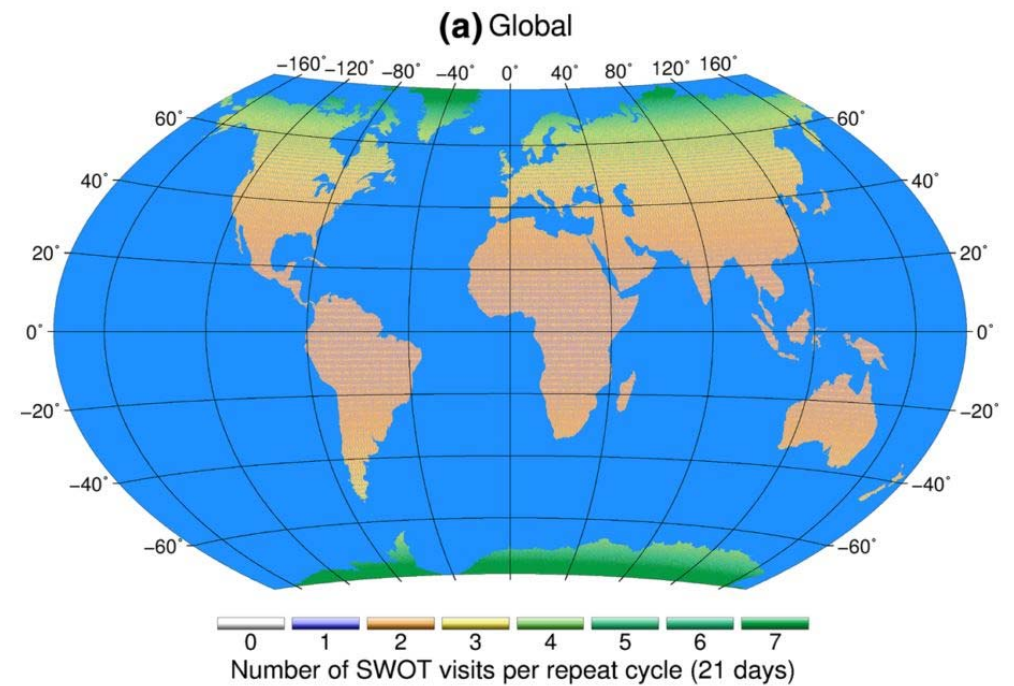 (a) Global
−160° −120° −80° −40° 0° 40° 80° 120° 160°
60° 60°
40° 40°
20° 20°
0° 0°
−20° −20°
−40° −40°
−60° −60°
0 1 2 3 4 5 6 7
Number of SWOT visits per repeat cycle (21 days)